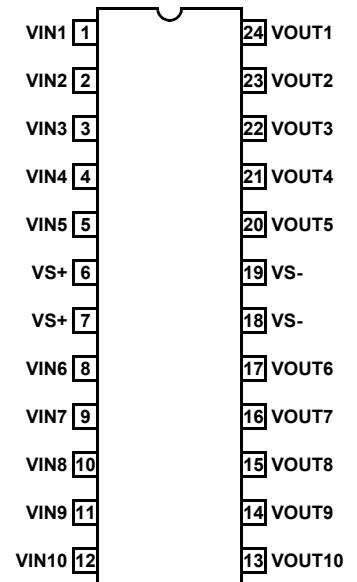 VIN1 1 24 VOUT1
VIN2 2 23 VOUT2
VIN3 3 22 VOUT3
VIN4 4 21 VOUT4
VIN5 5 20 VOUT5
VS+ 6 19 VS-
VS+ 7 18 VS-
VIN6 8 17 VOUT6
VIN7 9 16 VOUT7
VIN8 10 15 VOUT8
VIN9 11 14 VOUT9
VIN10 12 13 VOUT10